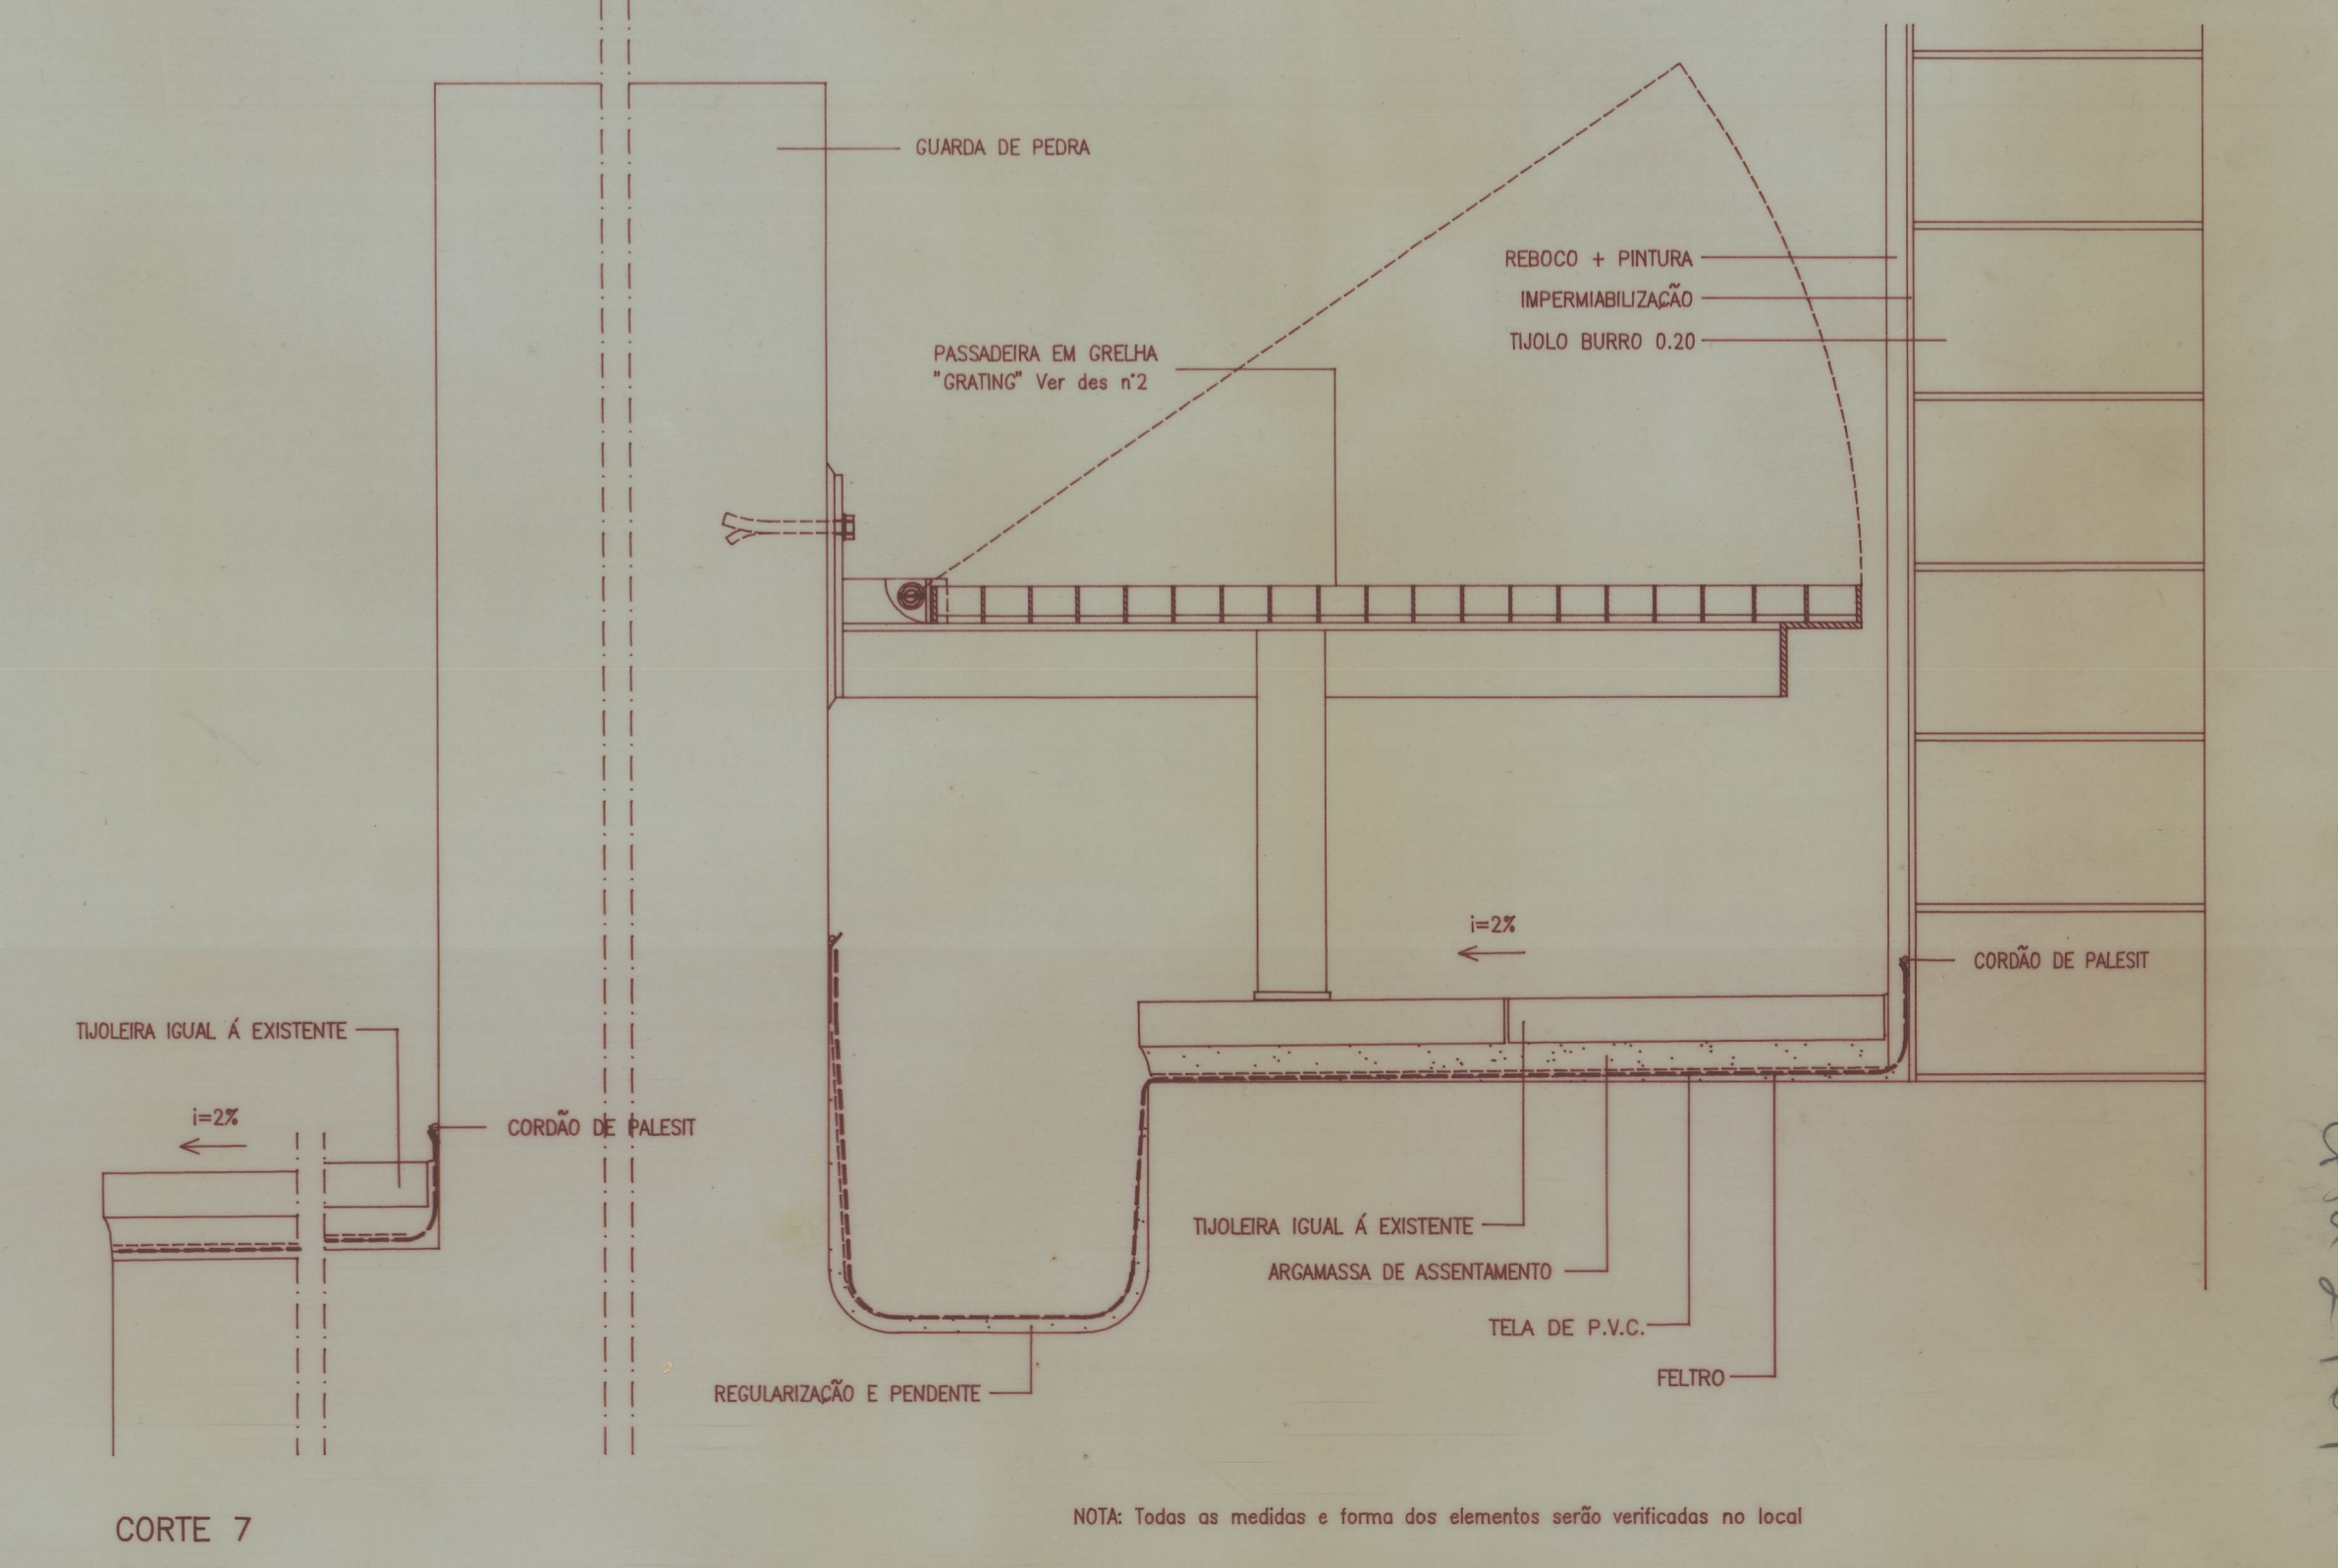 GUARDA DE PEDRA
REBOCO + PINTURA
IMPERMIABILIZAÇÃO
TIJOLO BURRO 0.20
PASSADEIRA EM GRELHA
"GRATING" Ver des n°2
i=2%
CORDÃO DE PALESIT
TIJOLEIRA IGUAL Á EXISTENTE
i=2%
CORDÃO DE PALESIT
TIJOLEIRA IGUAL Á EXISTENTE
ARGAMASSA DE ASSENTAMENTO
TELA DE P.V.C.
FELTRO
REGULARIZAÇÃO E PENDENTE
CORTE 7
NOTA: Todas as medidas e forma dos elementos serão verificadas no local